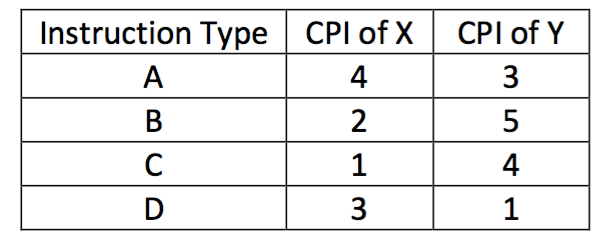 Instruction Type CPI of X CPI of Y
A 4 3
B 2 5
C 1 4
D 3 1